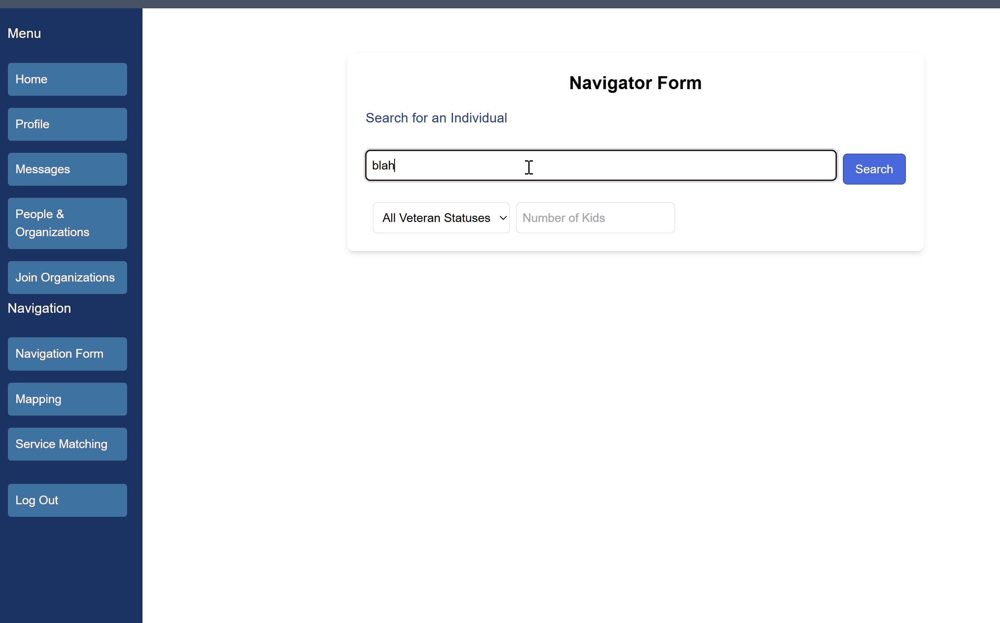 Menu
Home
Profile
Messages
People &
Organizations
Join Organizations
Navigation
Navigation Form
Mapping
Service Matching
Log Out
Navigator Form
Search for an Individual
blah
Search
All Veteran Statuses
Number of Kids